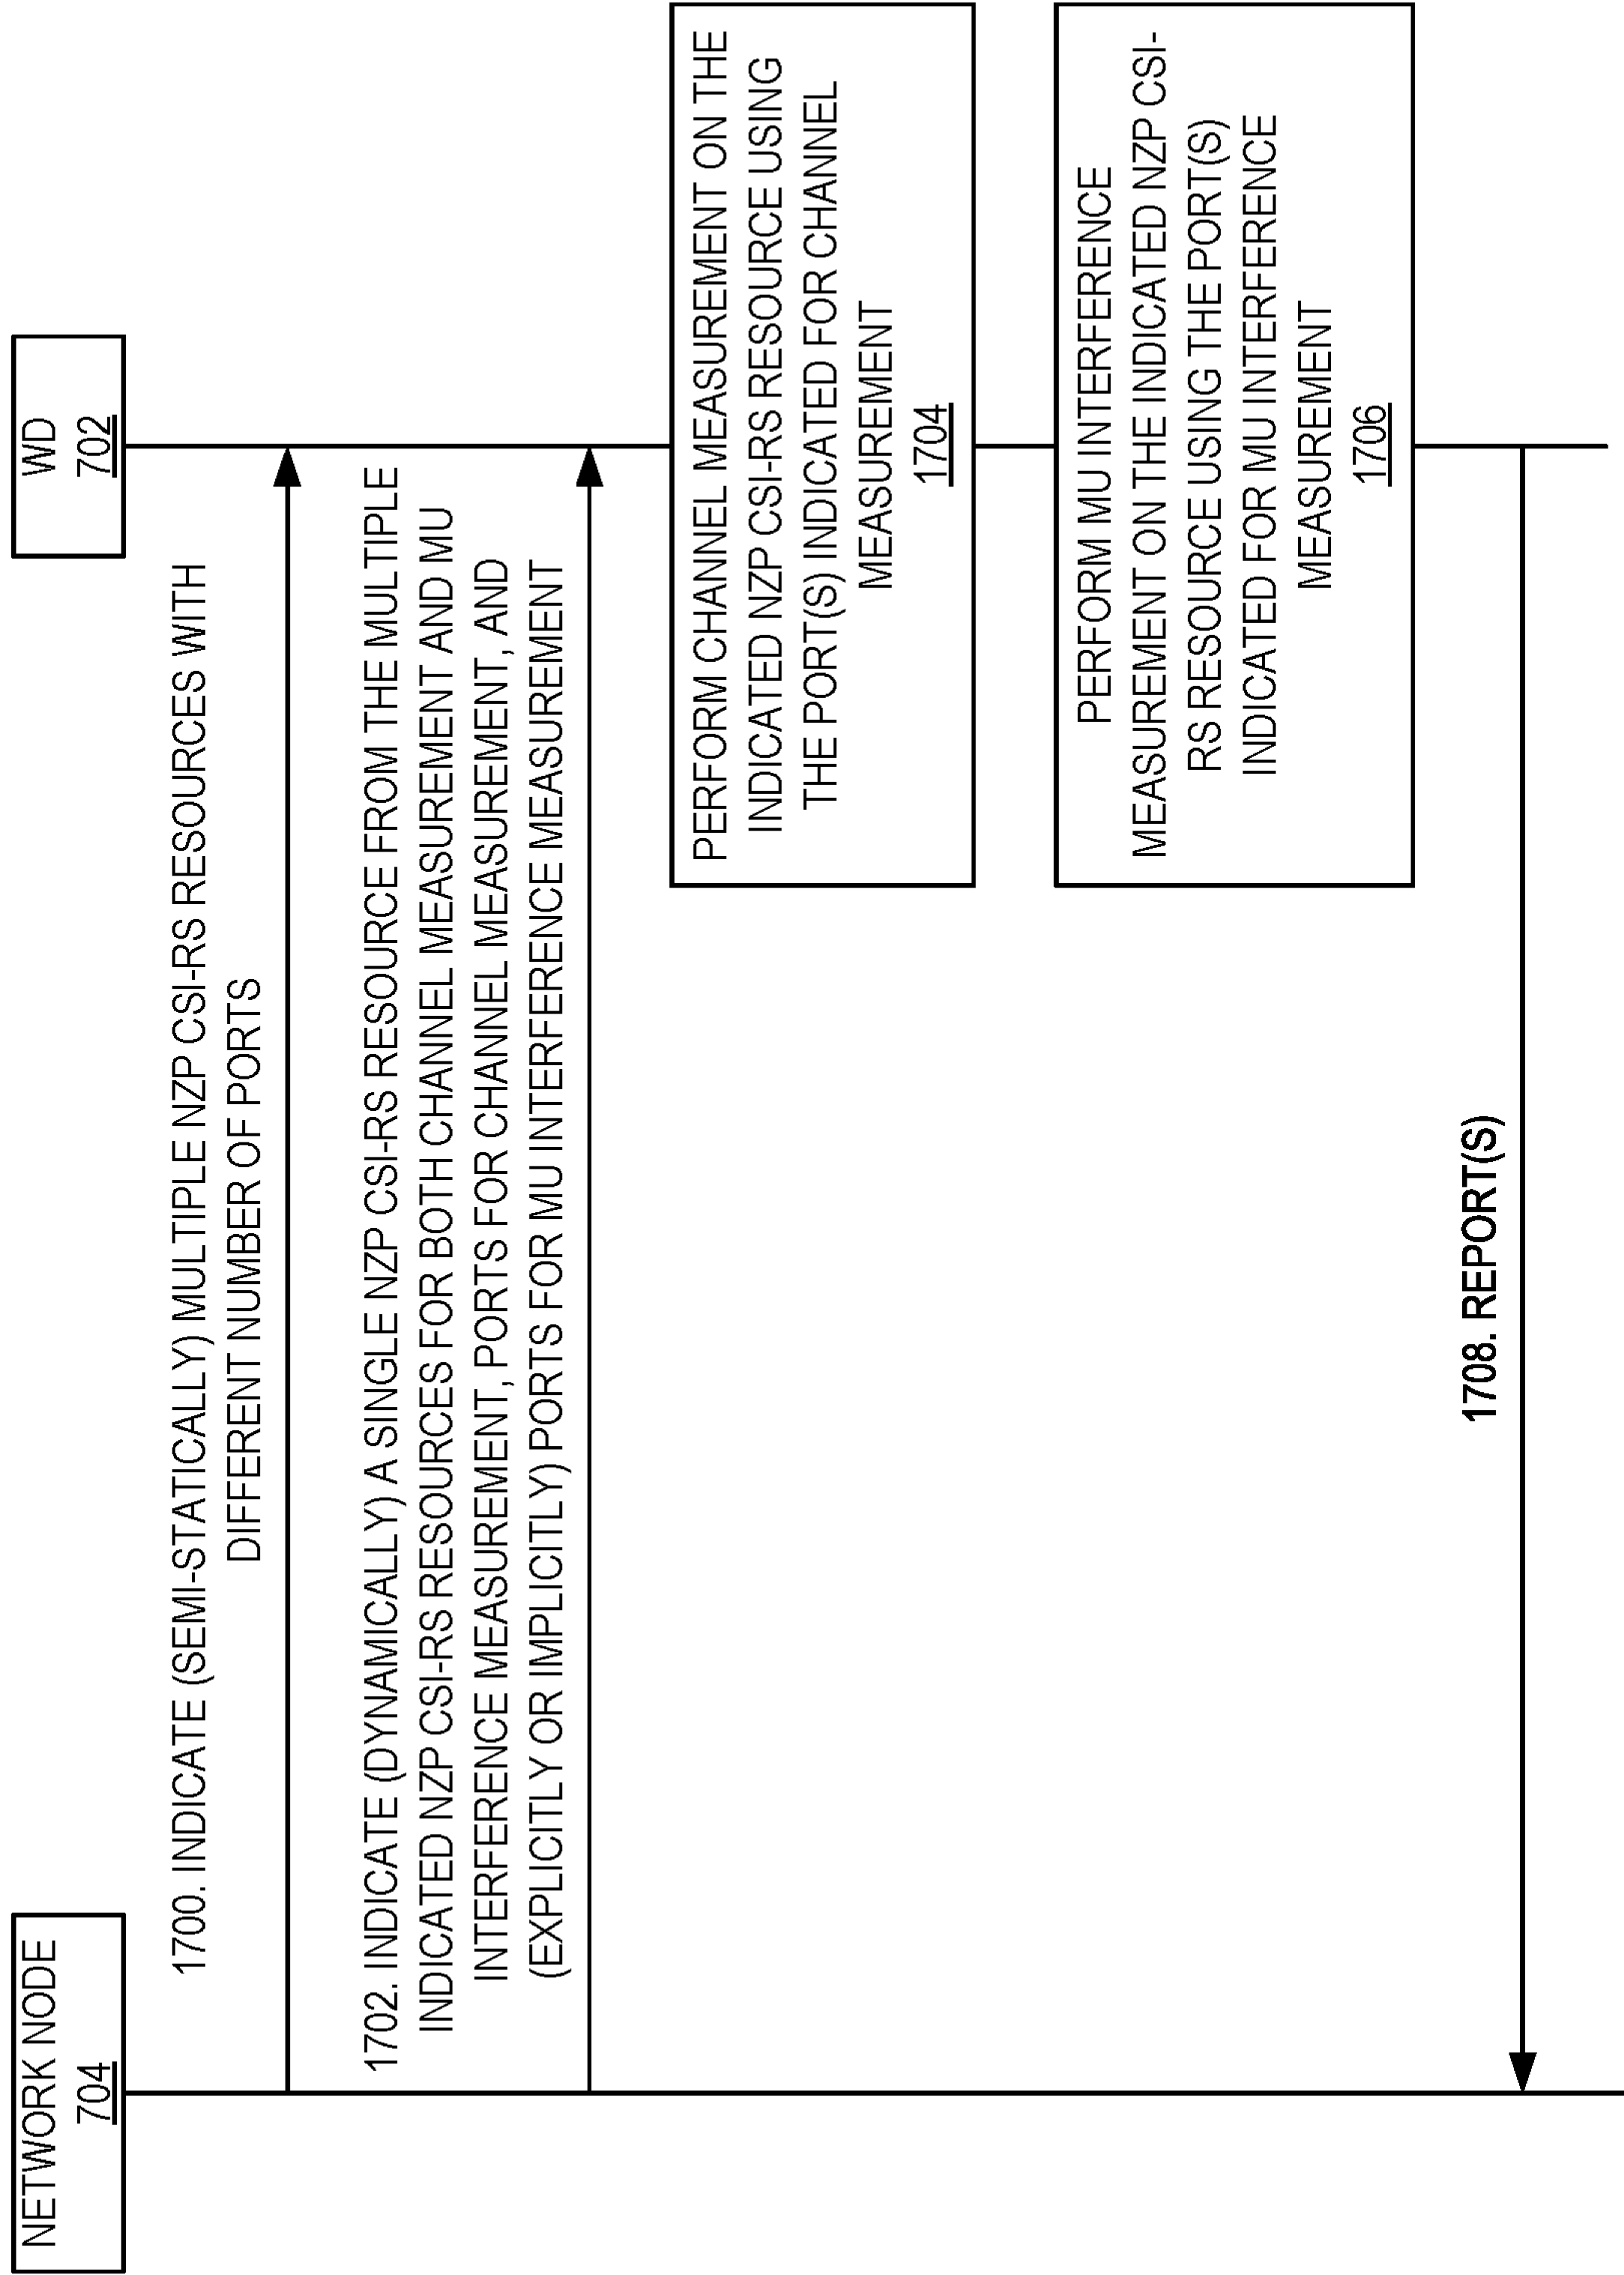 NETWORK NODE
704
WD
702
1700. INDICATE (SEMI-STATICALLY) MULTIPLE NZP CSI-RS RESOURCES WITH
DIFFERENT NUMBER OF PORTS
1702. INDICATE (DYNAMICALLY) A SINGLE NZP CSI-RS RESOURCE FROM THE MULTIPLE
INDICATED NZP CSI-RS RESOURCES FOR BOTH CHANNEL MEASUREMENT AND MU
INTERFERENCE MEASUREMENT, PORTS FOR CHANNEL MEASUREMENT, AND
(EXPLICITLY OR IMPLICITLY) PORTS FOR MU INTERFERENCE MEASUREMENT
PERFORM CHANNEL MEASUREMENT ON THE
INDICATED NZP CSI-RS RESOURCE USING
THE PORT(S) INDICATED FOR CHANNEL
MEASUREMENT
1704
PERFORM MU INTERFERENCE
MEASUREMENT ON THE INDICATED NZP CSI-
RS RESOURCE USING THE PORT(S)
INDICATED FOR MU INTERFERENCE
MEASUREMENT
1706
1708. REPORT(S)